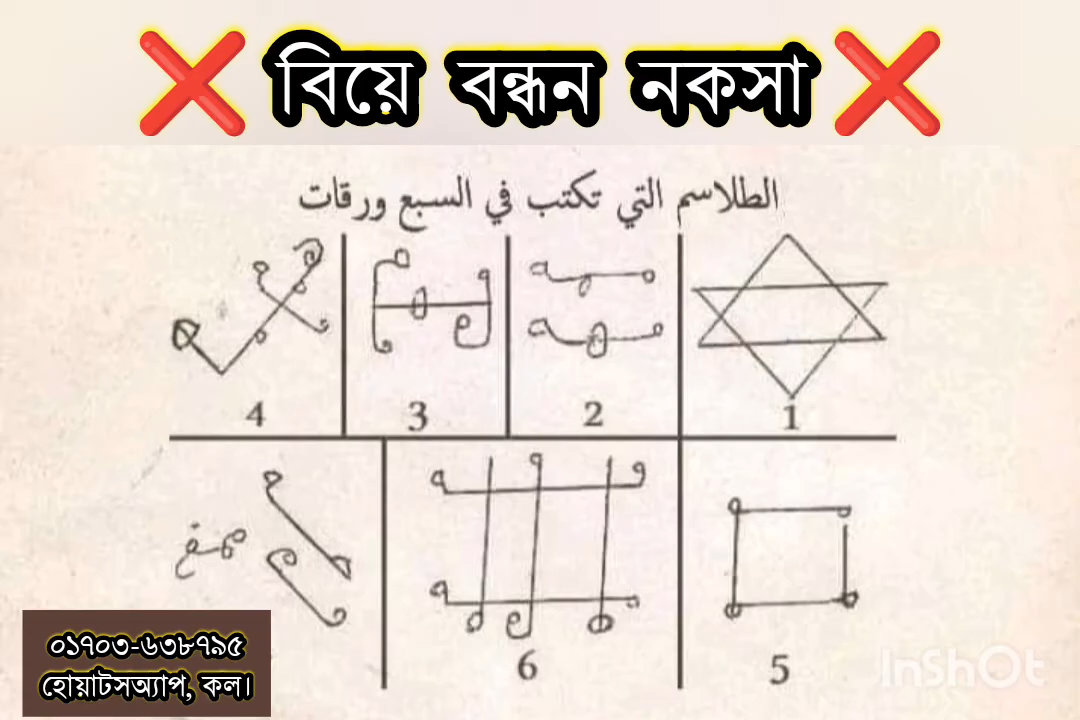 ❌ বিয়ে বন্ধন নকসা ❌
الطلاسم التي تكتب في السبع ورقات
4 3 2 1
6 5
০১৭০৩-৬৩৮৭৯৫
হোয়াটসঅ্যাপ, কল।
InShOt